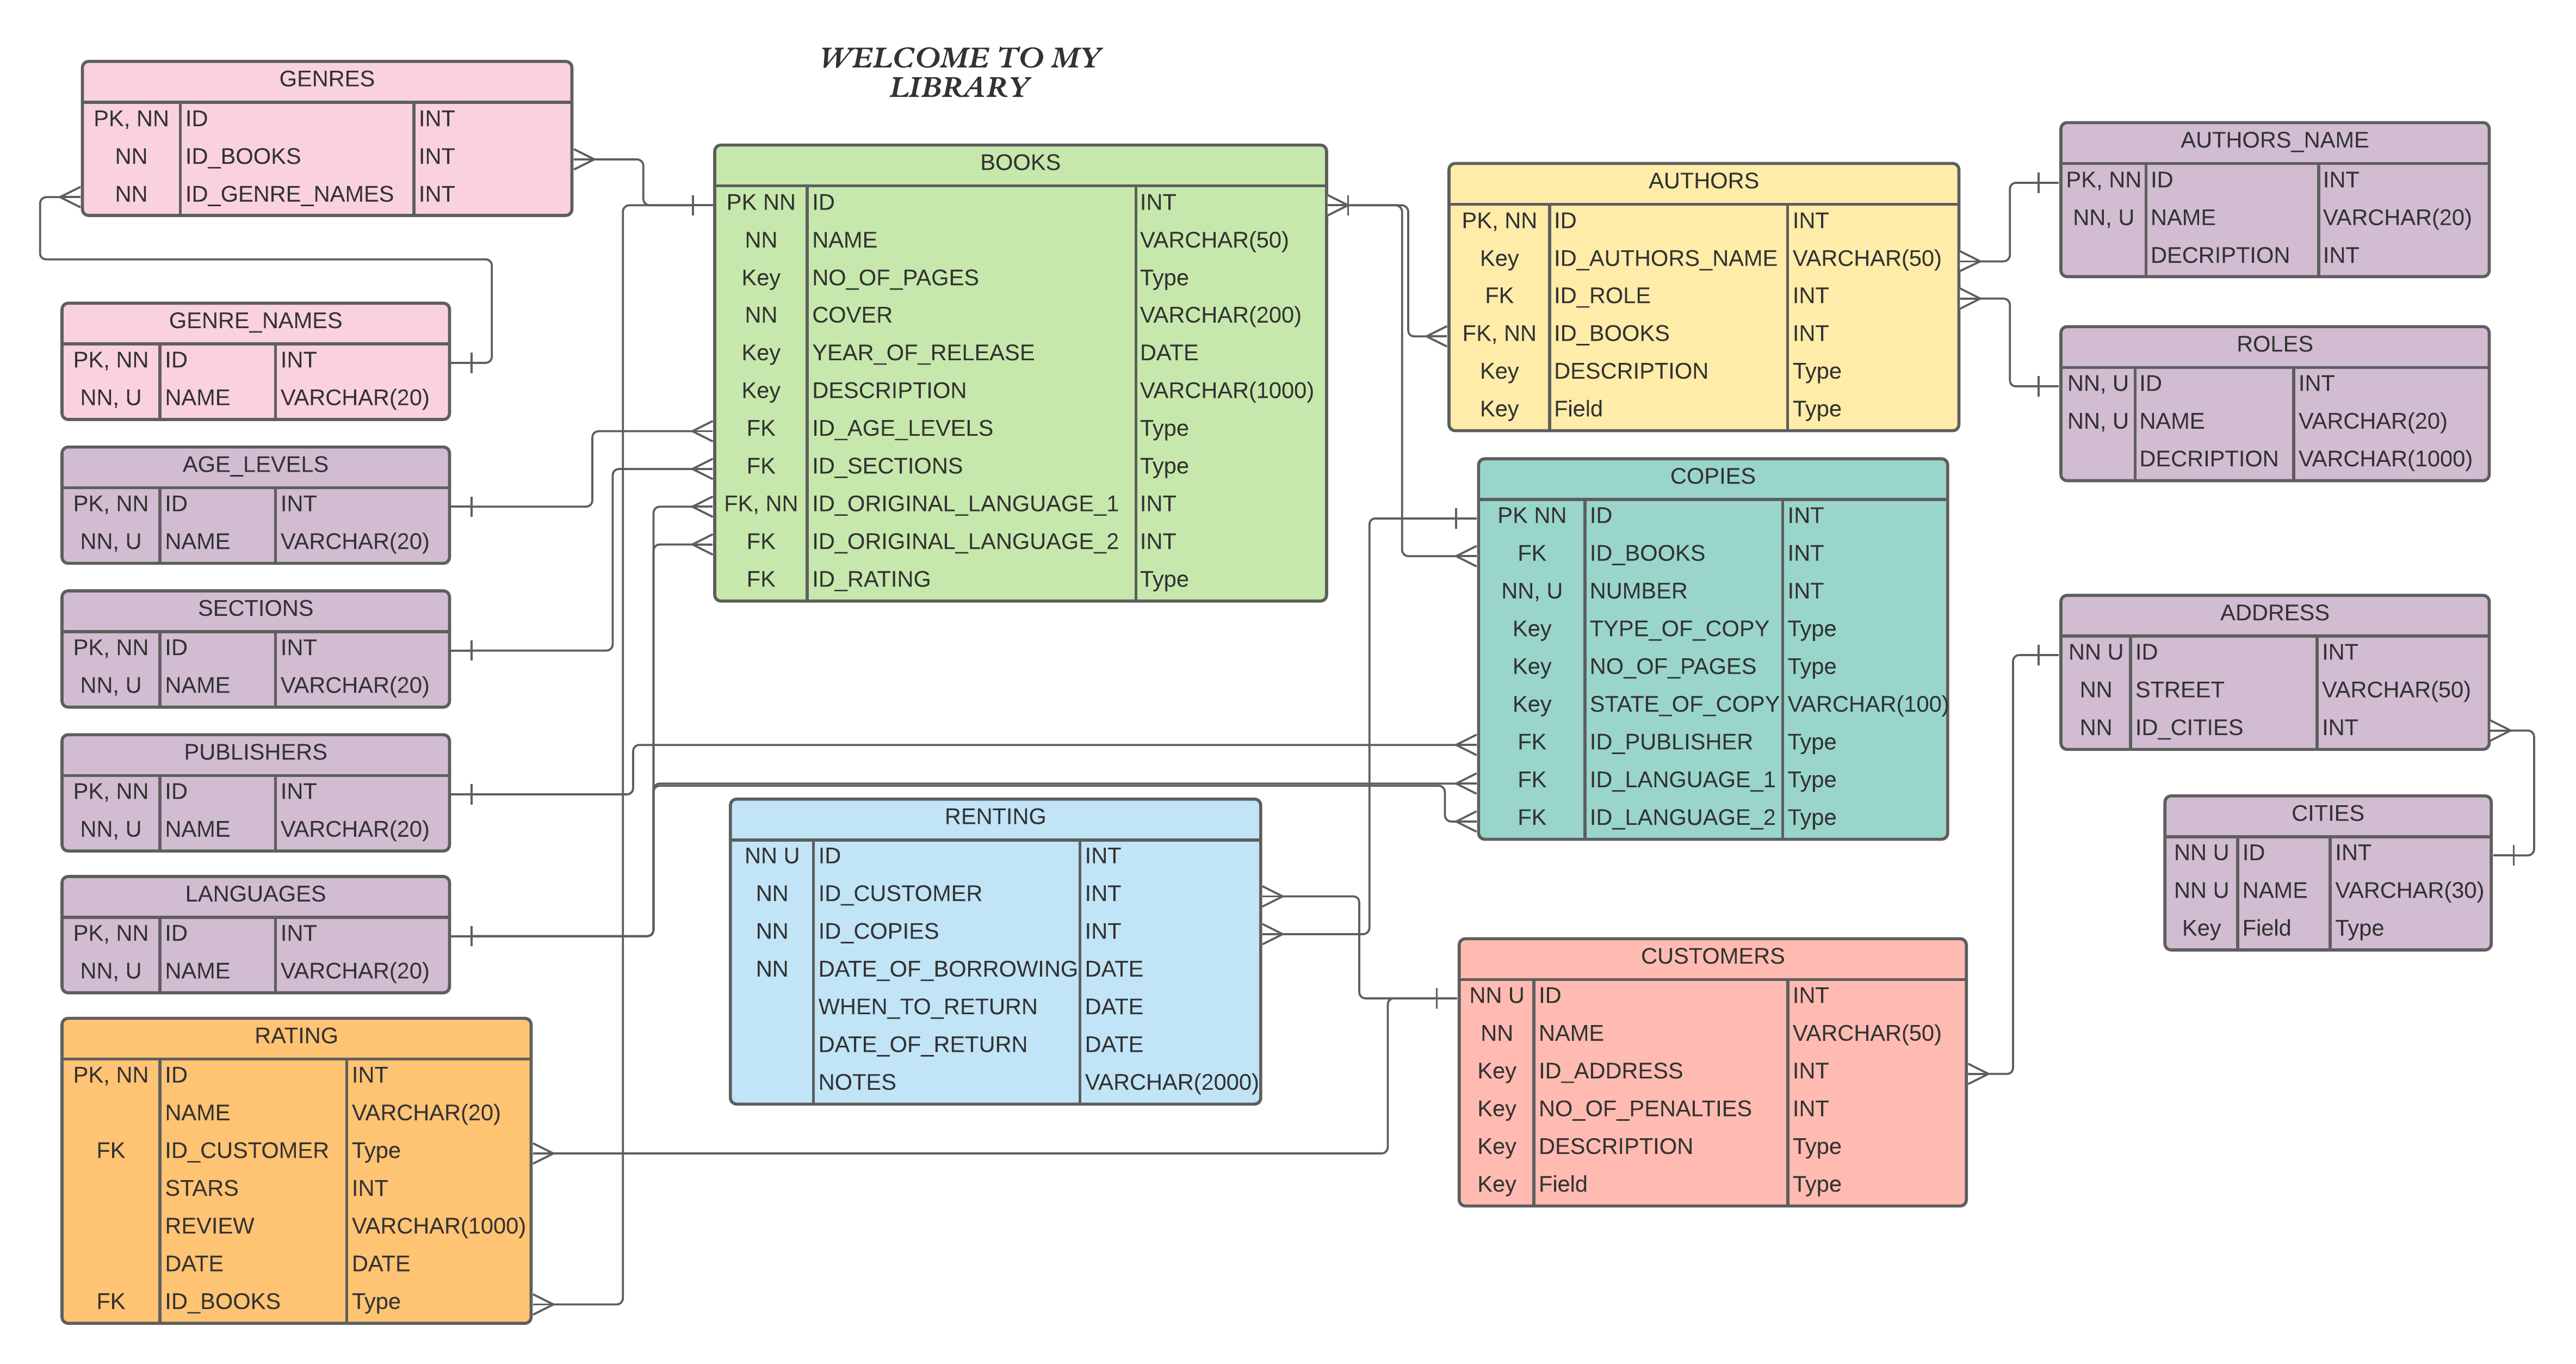 WELCOME TO MY
LIBRARY
GENRES
PK, NN ID INT
NN ID_BOOKS INT
NN ID_GENRE_NAMES INT
GENRE_NAMES
PK, NN ID INT
NN, U NAME VARCHAR(20)
AGE_LEVELS
PK, NN ID INT
NN, U NAME VARCHAR(20)
SECTIONS
PK, NN ID INT
NN, U NAME VARCHAR(20)
PUBLISHERS
PK, NN ID INT
NN, U NAME VARCHAR(20)
LANGUAGES
PK, NN ID INT
NN, U NAME VARCHAR(20)
RATING
PK, NN ID INT
NAME VARCHAR(20)
FK ID_CUSTOMER Type
STARS INT
REVIEW VARCHAR(1000)
DATE DATE
FK ID_BOOKS Type
BOOKS
PK NN ID INT
NN NAME VARCHAR(50)
Key NO_OF_PAGES Type
NN COVER VARCHAR(200)
Key YEAR_OF_RELEASE DATE
Key DESCRIPTION VARCHAR(1000)
FK ID_AGE_LEVELS Type
FK ID_SECTIONS Type
FK, NN ID_ORIGINAL_LANGUAGE_1 INT
FK ID_ORIGINAL_LANGUAGE_2 INT
FK ID_RATING Type
RENTING
NN U ID INT
NN ID_CUSTOMER INT
NN ID_COPIES INT
NN DATE_OF_BORROWING DATE
WHEN_TO_RETURN DATE
DATE_OF_RETURN DATE
NOTES VARCHAR(2000)
AUTHORS
PK, NN ID INT
Key ID_AUTHORS_NAME VARCHAR(50)
FK ID_ROLE INT
FK, NN ID_BOOKS INT
Key DESCRIPTION Type
Key Field Type
COPIES
PK NN ID INT
FK ID_BOOKS INT
NN, U NUMBER INT
Key TYPE_OF_COPY Type
Key NO_OF_PAGES Type
Key STATE_OF_COPY VARCHAR(100)
FK ID_PUBLISHER Type
FK ID_LANGUAGE_1 Type
FK ID_LANGUAGE_2 Type
CUSTOMERS
NN U ID INT
NN NAME VARCHAR(50)
Key ID_ADDRESS INT
Key NO_OF_PENALTIES INT
Key DESCRIPTION Type
Key Field Type
AUTHORS_NAME
PK, NN ID INT
NN, U NAME VARCHAR(20)
DECRIPTION INT
ROLES
NN, U ID INT
NN, U NAME VARCHAR(20)
DECRIPTION VARCHAR(1000)
ADDRESS
NN U ID INT
NN STREET VARCHAR(50)
NN ID_CITIES INT
CITIES
NN U ID INT
NN U NAME VARCHAR(30)
Key Field Type